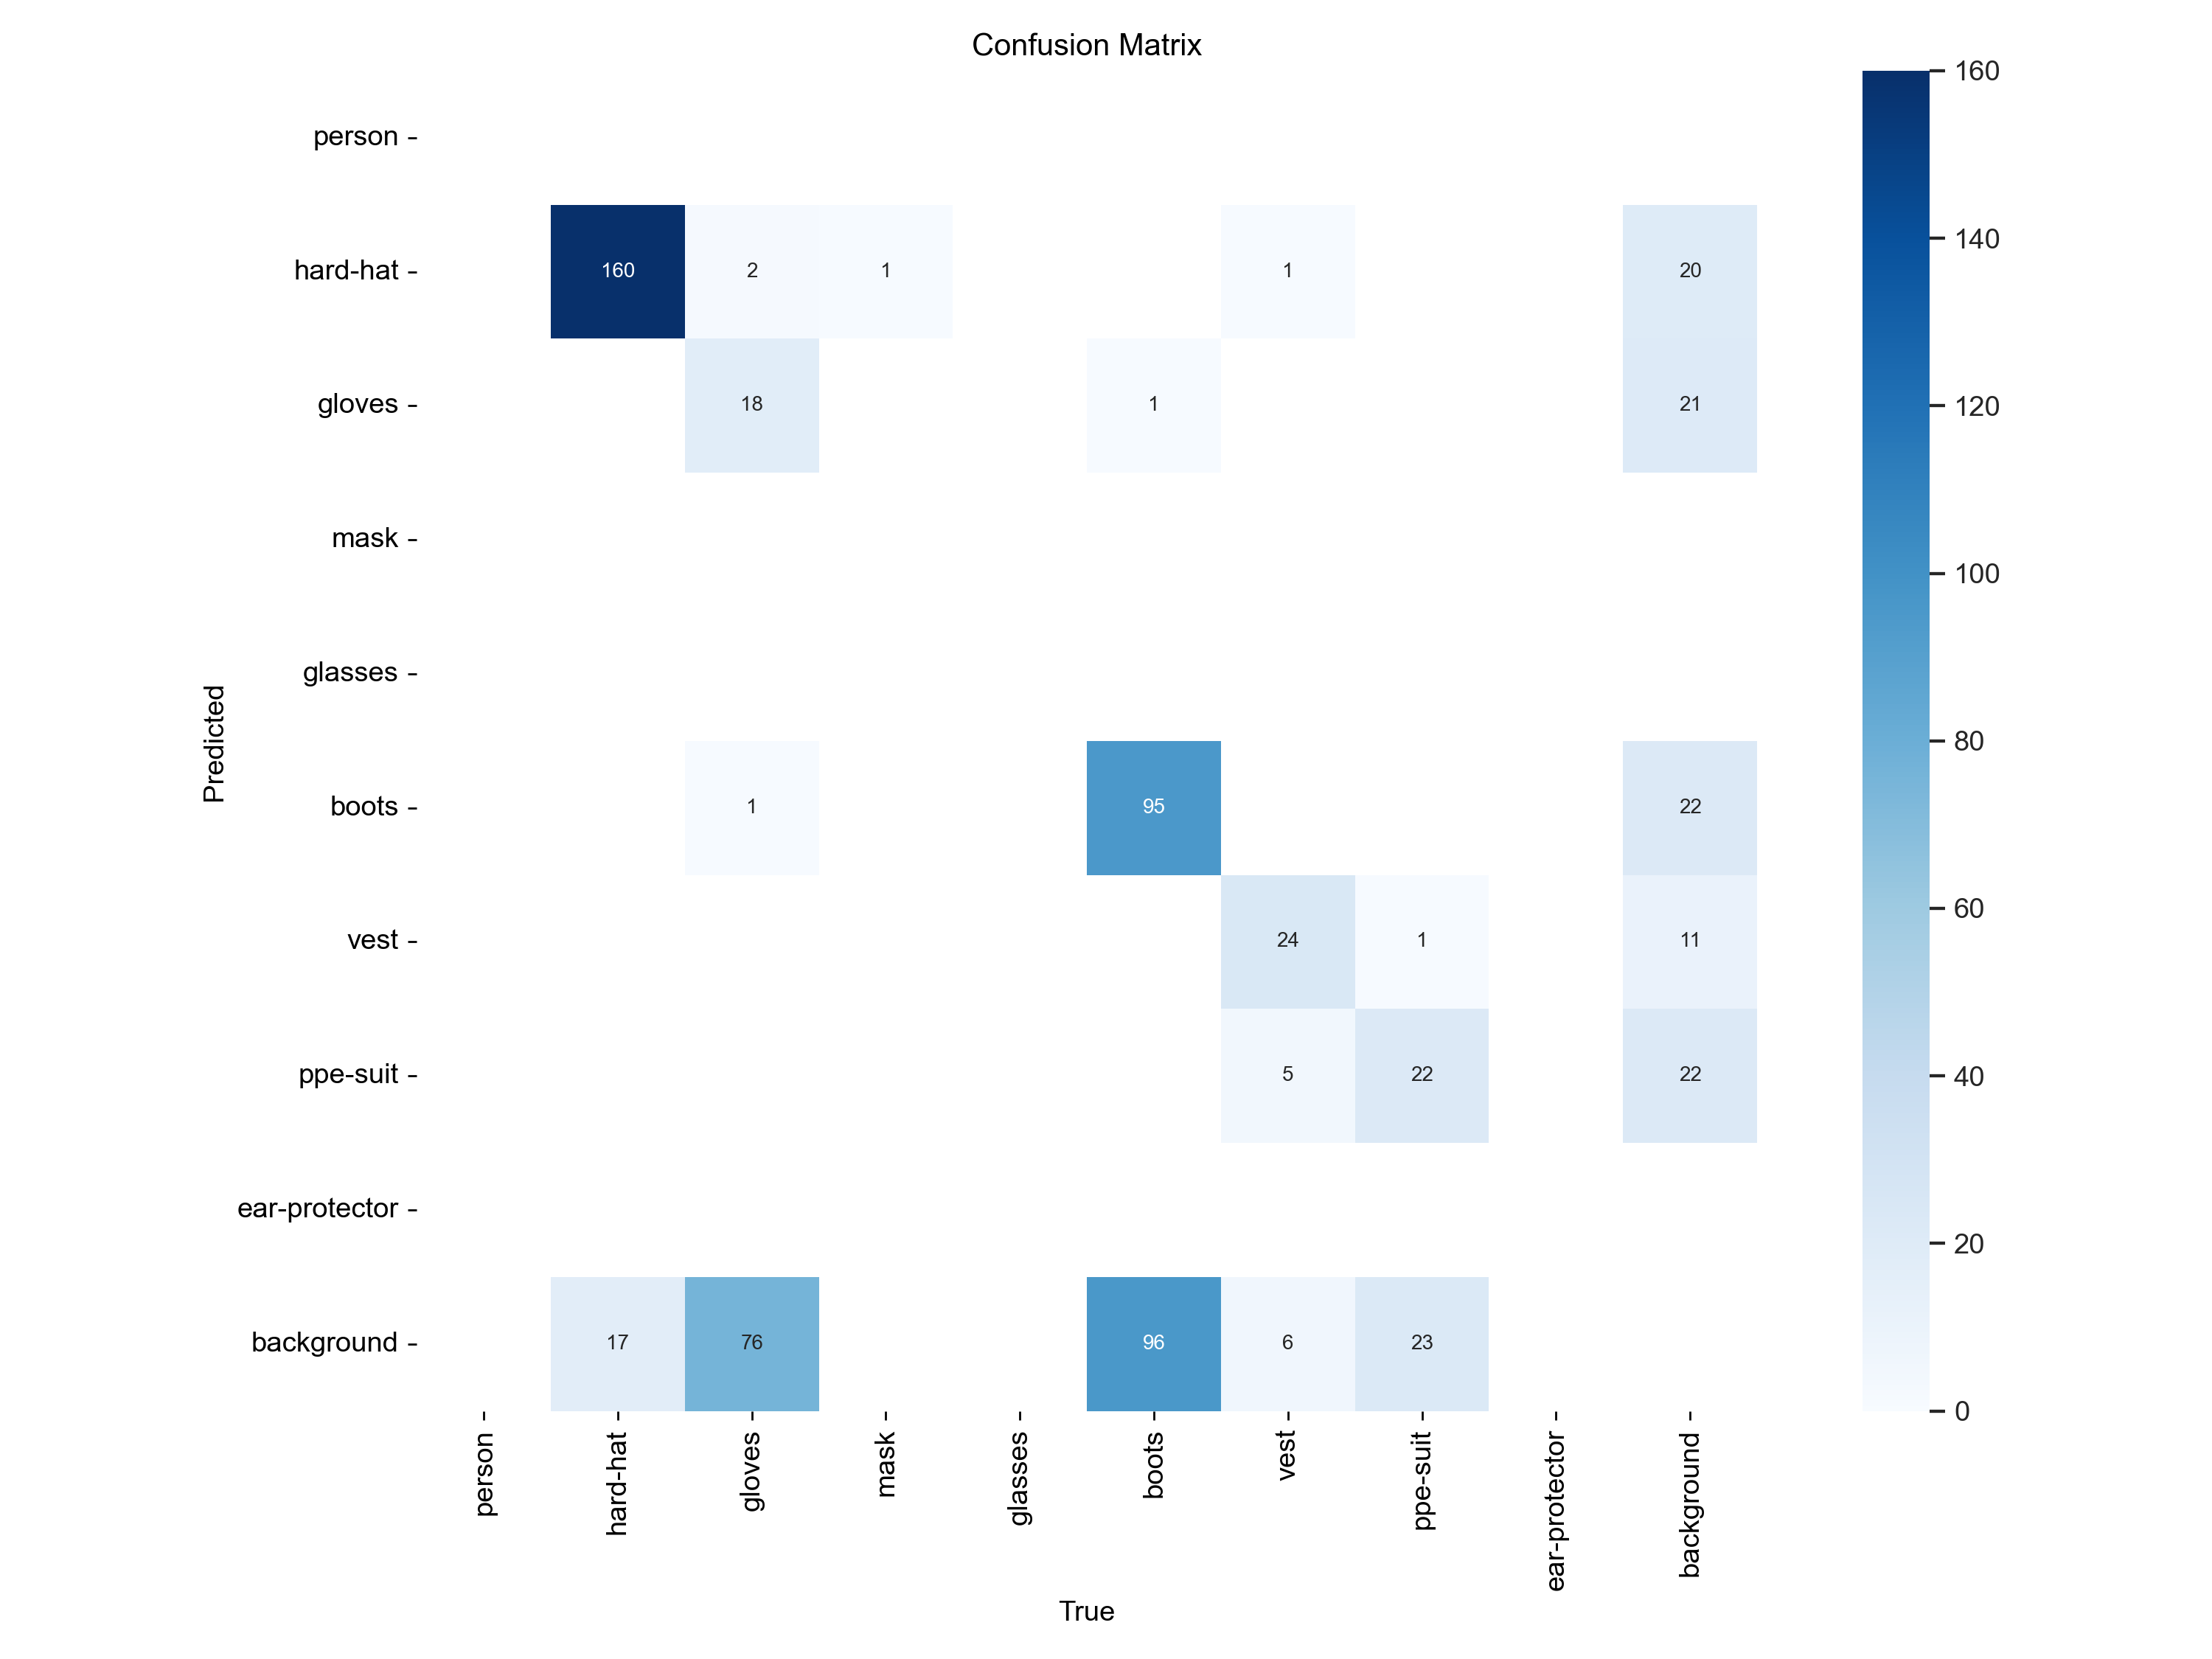 Confusion Matrix
person
hard-hat
160 2 1 1 20
gloves
18 1 21
mask
glasses
boots
1 95 22
vest
24 1 11
ppe-suit
5 22 22
ear-protector
background
17 76 96 6 23
Predicted
person
hard-hat
gloves
mask
glasses
boots
vest
ppe-suit
ear-protector
background
True
160
140
120
100
80
60
40
20
0